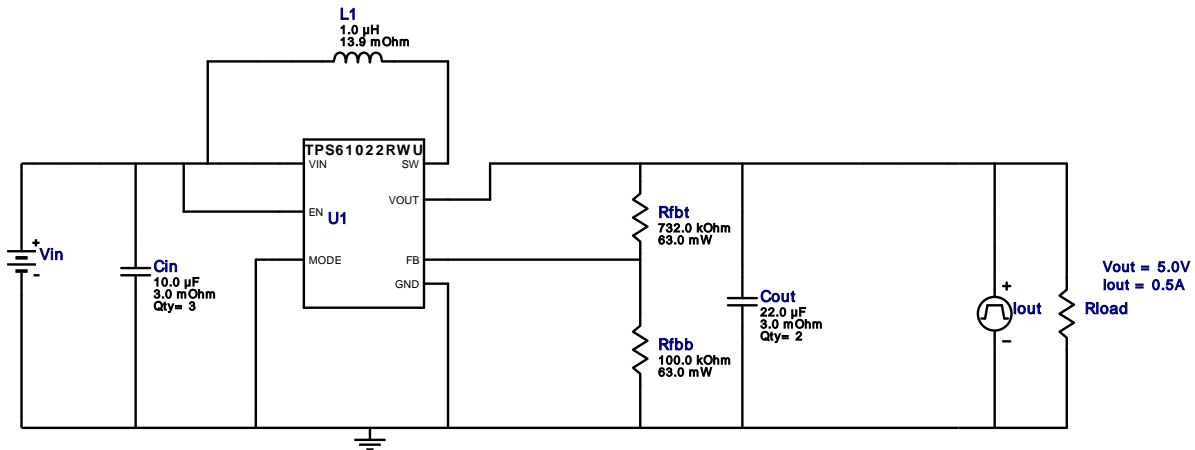 L1
1.0 µH
13.9 mOhm
TPS61022RWU
VIN
SW
VOUT
EN
U1
MODE
FB
GND
+
Vin
-
Cin
10.0 µF
3.0 mOhm
Qty= 3
Rfbt
732.0 kOhm
63.0 mW
Rfbb
100.0 kOhm
63.0 mW
Cout
22.0 µF
3.0 mOhm
Qty= 2
+
Iout
-
Rload
Vout = 5.0V
Iout = 0.5A